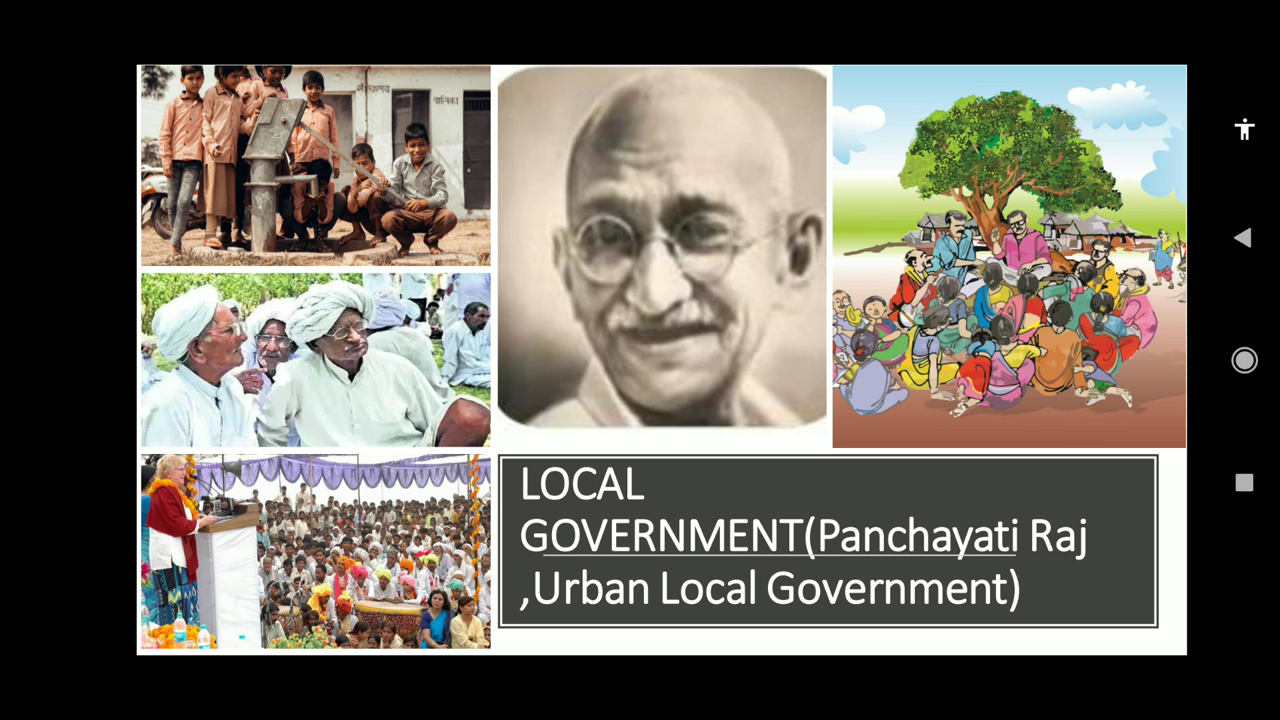 पालिका
LOCAL
GOVERNMENT(Panchayati Raj
,Urban Local Government)